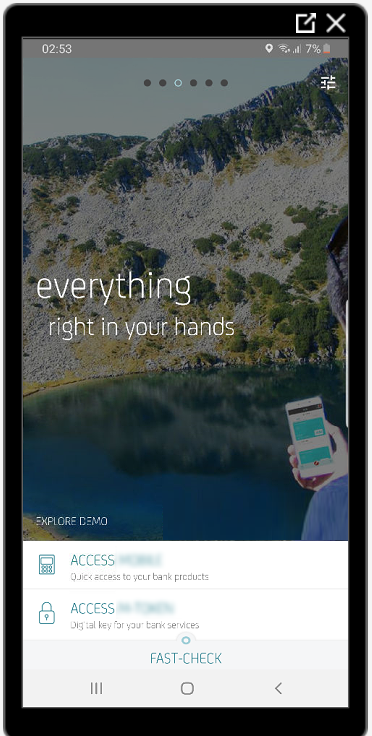 02:53
7%
everything
right in your hands
EXPLORE DEMO
ACCESS
Quick access to your bank products
ACCESS
Digital key for your bank services
FAST-CHECK